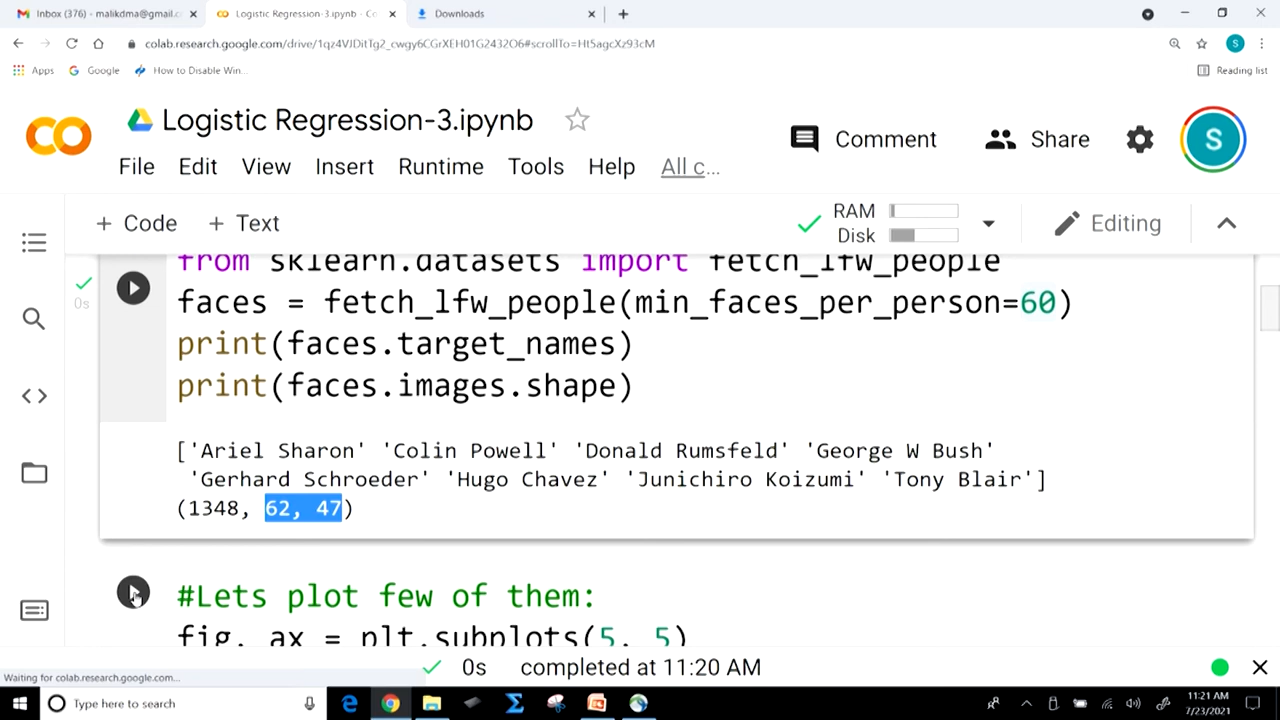 Inbox (376) - malikdma@gmail.c
Logistic Regression-3.ipynb - Co
Downloads
colab.research.google.com/drive/1qz4VJDitTg2_cwgy6CGrXEH01G2432O6#scrollTo=Ht5agcXz93cM
Apps
Google
How to Disable Win...
Reading list
CO
Logistic Regression-3.ipynb
Comment
Share
S
File Edit View Insert Runtime Tools Help All c...
+ Code + Text
RAM
Disk
Editing
from sklearn.datasets import fetch_lfw_people
0s
faces = fetch_lfw_people(min_faces_per_person=60)
print(faces.target_names)
print(faces.images.shape)
['Ariel Sharon' 'Colin Powell' 'Donald Rumsfeld' 'George W Bush'
'Gerhard Schroeder' 'Hugo Chavez' 'Junichiro Koizumi' 'Tony Blair']
(1348, 62, 47)
#Lets plot few of them:
fig, ax = plt.subplots(5, 5)
0s completed at 11:20 AM
Waiting for colab.research.google.com...
Type here to search
11:21 AM
7/23/2021